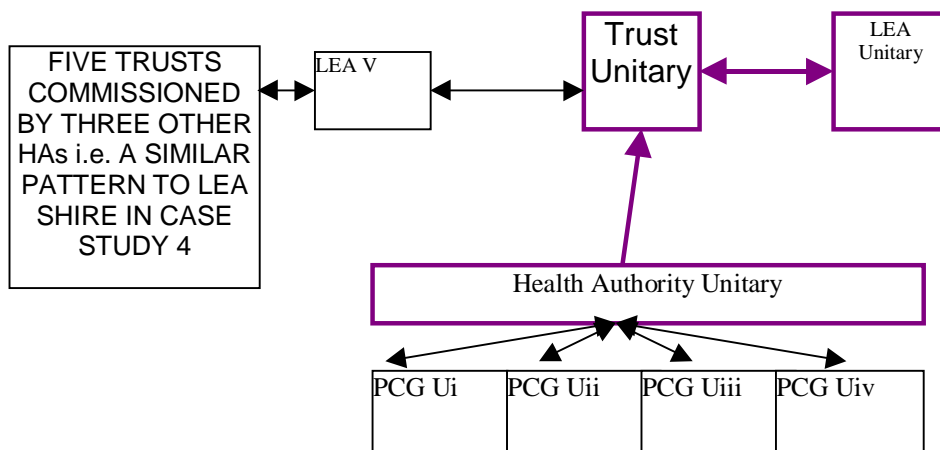 FIVE TRUSTS
COMMISSIONED
BY THREE OTHER
HAs i.e. A SIMILAR
PATTERN TO LEA
SHIRE IN CASE
STUDY 4
LEA V
Trust
Unitary
LEA
Unitary
Health Authority Unitary
PCG Ui
PCG Uii
PCG Uiii
PCG Uiv